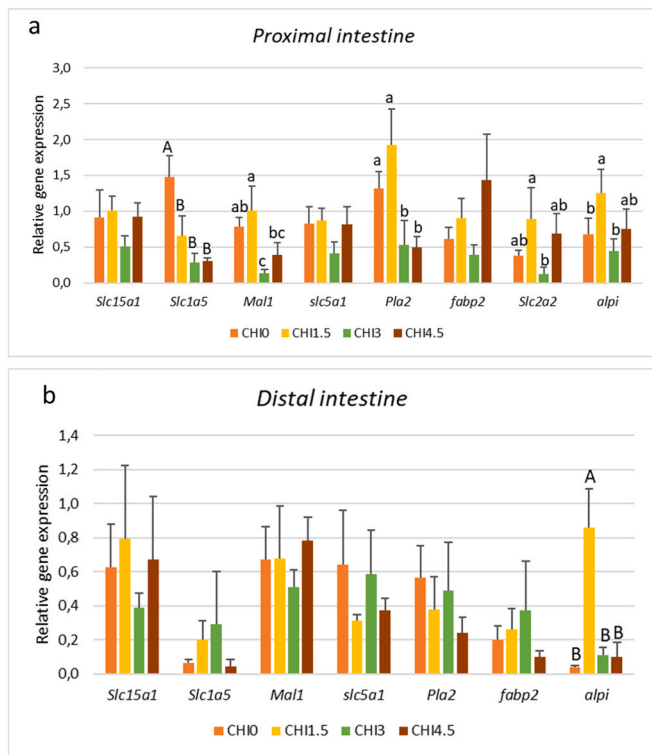 a
Proximal intestine
Relative gene expression
3,0
2,5
2,0
1,5
1,0
0,5
0,0
A
B
B
B
ab
a
c
bc
a
a
b
b
ab
a
b
ab
b
a
b
ab
Slc15a1 Slc1a5 Mal1 slc5a1 Pla2 fabp2 Slc2a2 alpi
CHI0 CHI1.5 CHI3 CHI4.5
b
Distal intestine
Relative gene expression
1,4
1,2
1,0
0,8
0,6
0,4
0,2
0,0
B
A
B
B
Slc15a1 Slc1a5 Mal1 slc5a1 Pla2 fabp2 alpi
CHI0 CHI1.5 CHI3 CHI4.5